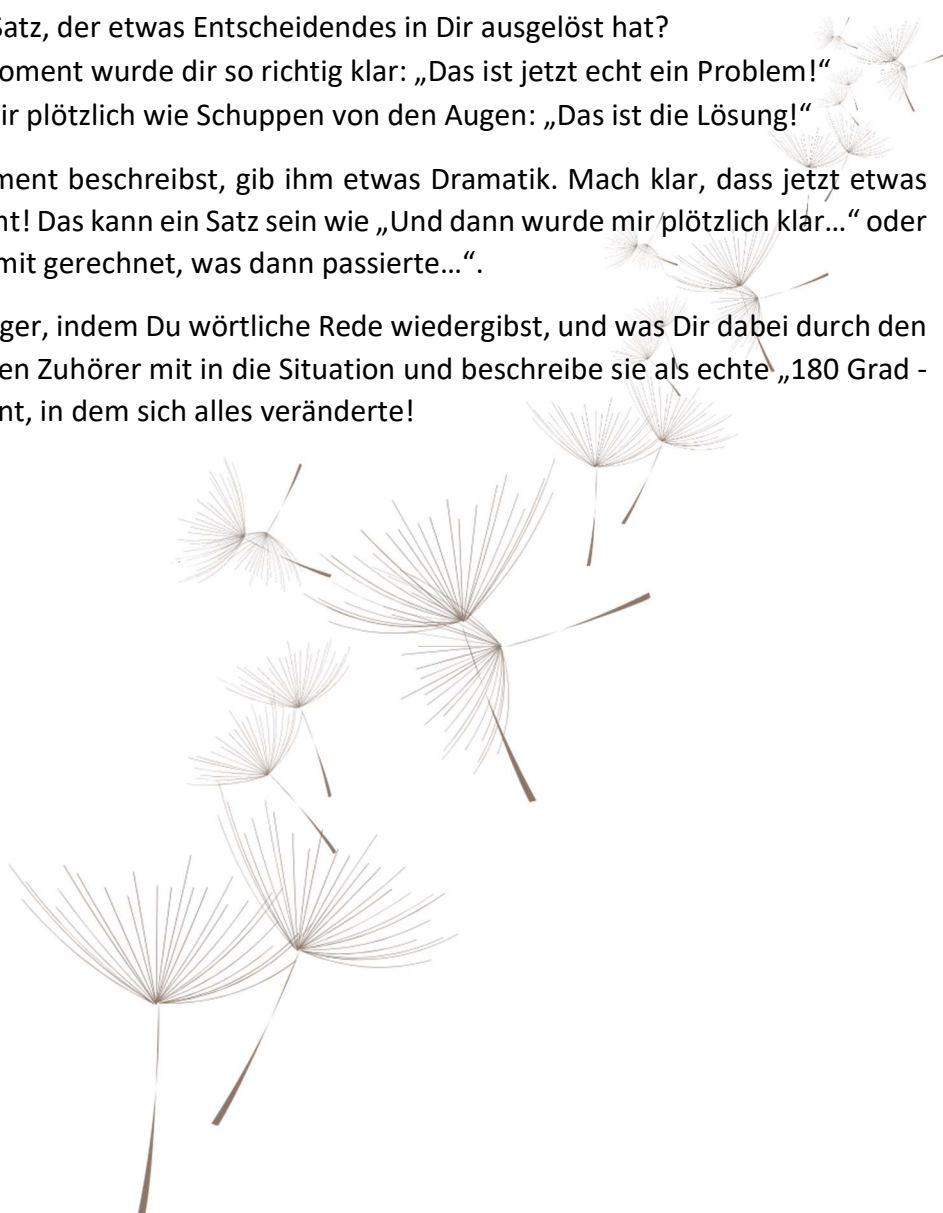 Satz, der etwas Entscheidendes in Dir ausgelöst hat?
oment wurde dir so richtig klar: „Das ist jetzt echt ein Problem!“
ir plötzlich wie Schuppen von den Augen: „Das ist die Lösung!“
ment beschreibst, gib ihm etwas Dramatik. Mach klar, dass jetzt etwas
nt! Das kann ein Satz sein wie „Und dann wurde mir plötzlich klar…“ oder
mit gerechnet, was dann passierte…“.
ger, indem Du wörtliche Rede wiedergibst, und was Dir dabei durch den
en Zuhörer mit in die Situation und beschreibe sie als echte „180 Grad -
nt, in dem sich alles veränderte!